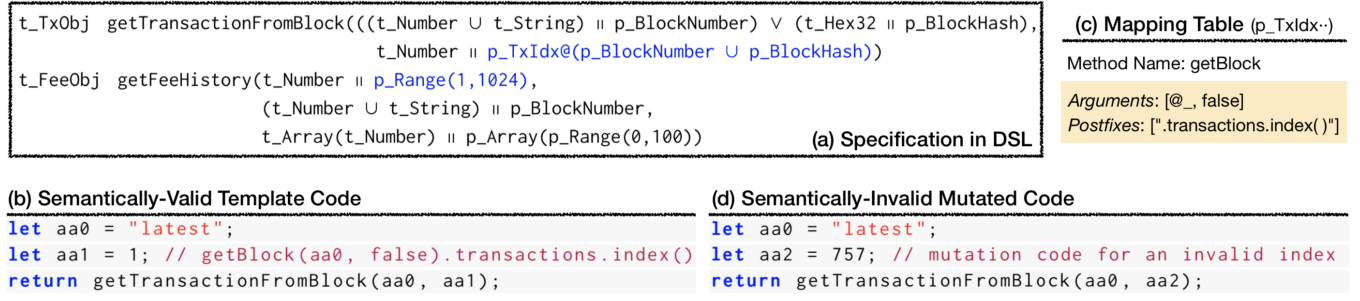 t_TxObj getTransactionFromBlock(((t_Number ∪ t_String) ॥ p_BlockNumber) ∨ (t_Hex32 ॥ p_BlockHash),
t_Number ॥ p_TxIdx@(p_BlockNumber ∪ p_BlockHash))
t_FeeObj getFeeHistory(t_Number ॥ p_Range(1,1024),
(t_Number ∪ t_String) ॥ p_BlockNumber,
t_Array(t_Number) ॥ p_Array(p_Range(0,100))
(a) Specification in DSL
(c) Mapping Table (p_TxIdx··)
Method Name: getBlock
Arguments: [@_, false]
Postfixes: [".transactions.index()"]
(b) Semantically-Valid Template Code
let aa0 = "latest";
let aa1 = 1; // getBlock(aa0, false).transactions.index()
return getTransactionFromBlock(aa0, aa1);
(d) Semantically-Invalid Mutated Code
let aa0 = "latest";
let aa2 = 757; // mutation code for an invalid index
return getTransactionFromBlock(aa0, aa2);